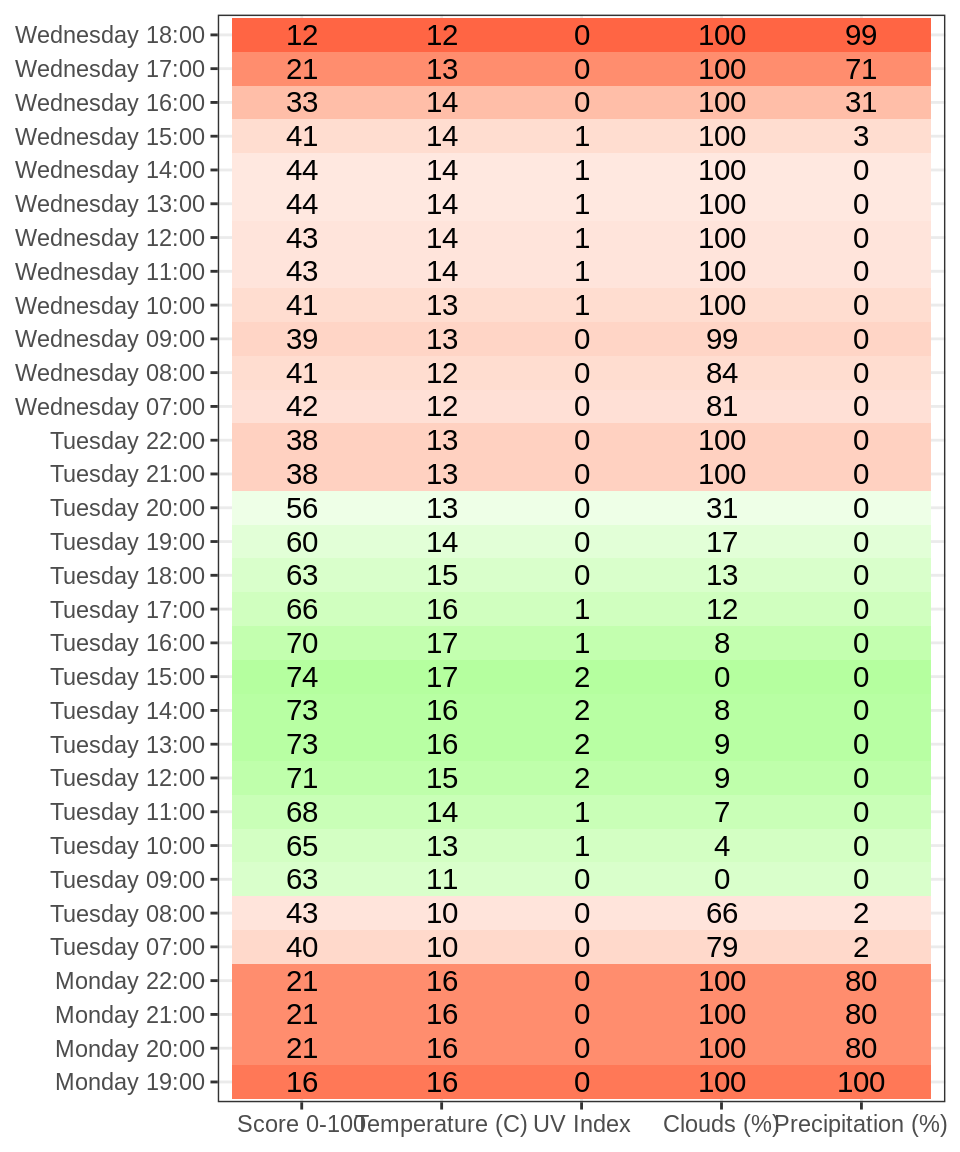 Wednesday 18:00 12 12 0 100 99
Wednesday 17:00 21 13 0 100 71
Wednesday 16:00 33 14 0 100 31
Wednesday 15:00 41 14 1 100 3
Wednesday 14:00 44 14 1 100 0
Wednesday 13:00 44 14 1 100 0
Wednesday 12:00 43 14 1 100 0
Wednesday 11:00 43 14 1 100 0
Wednesday 10:00 41 13 1 100 0
Wednesday 09:00 39 13 0 99 0
Wednesday 08:00 41 12 0 84 0
Wednesday 07:00 42 12 0 81 0
Tuesday 22:00 38 13 0 100 0
Tuesday 21:00 38 13 0 100 0
Tuesday 20:00 56 13 0 31 0
Tuesday 19:00 60 14 0 17 0
Tuesday 18:00 63 15 0 13 0
Tuesday 17:00 66 16 1 12 0
Tuesday 16:00 70 17 1 8 0
Tuesday 15:00 74 17 2 0 0
Tuesday 14:00 73 16 2 8 0
Tuesday 13:00 73 16 2 9 0
Tuesday 12:00 71 15 2 9 0
Tuesday 11:00 68 14 1 7 0
Tuesday 10:00 65 13 1 4 0
Tuesday 09:00 63 11 0 0 0
Tuesday 08:00 43 10 0 66 2
Tuesday 07:00 40 10 0 79 2
Monday 22:00 21 16 0 100 80
Monday 21:00 21 16 0 100 80
Monday 20:00 21 16 0 100 80
Monday 19:00 16 16 0 100 100
Score 0-100 Temperature (C) UV Index Clouds (%) Precipitation (%)